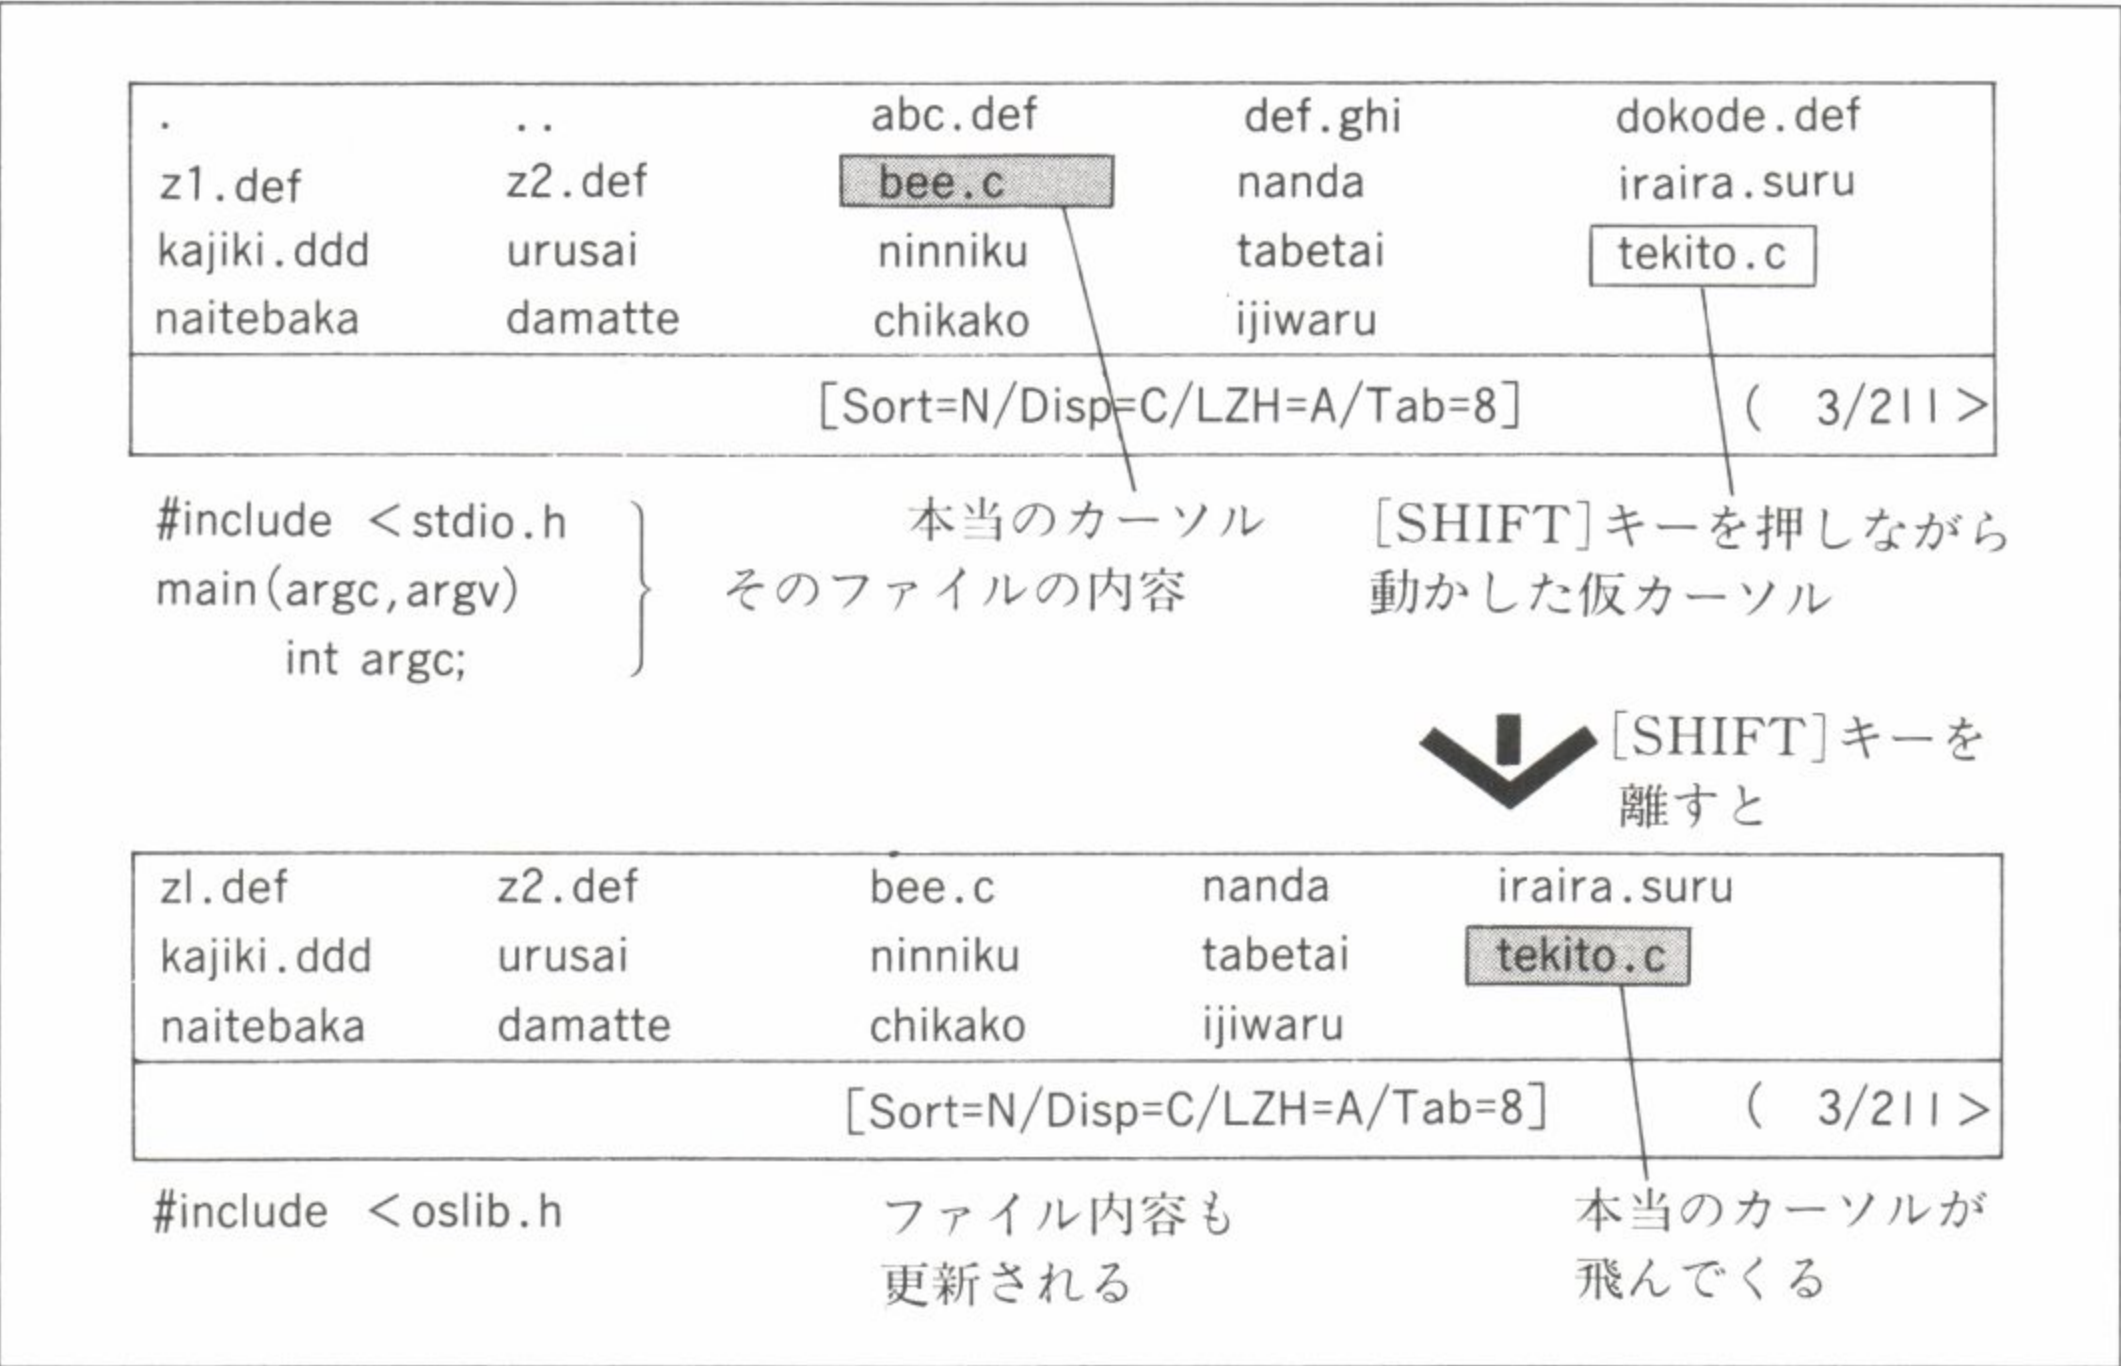 . .. abc.def def.ghi dokode.def
z1.def z2.def bee.c nanda iraira.suru
kajiki.ddd urusai ninniku tabetai tekito.c
naitebaka damatte chikako ijiwaru
[Sort=N/Disp=C/LZH=A/Tab=8] ( 3/211>
#include <stdio.h
main(argc,argv)
int argc;
そのファイルの内容
本当のカーソル
[SHIFT]キーを押しながら
動かした仮カーソル
[SHIFT]キーを
離すと
zl.def z2.def bee.c nanda iraira.suru
kajiki.ddd urusai ninniku tabetai tekito.c
naitebaka damatte chikako ijiwaru
[Sort=N/Disp=C/LZH=A/Tab=8] ( 3/211>
#include <oslib.h
ファイル内容も
更新される
本当のカーソルが
飛んでくる